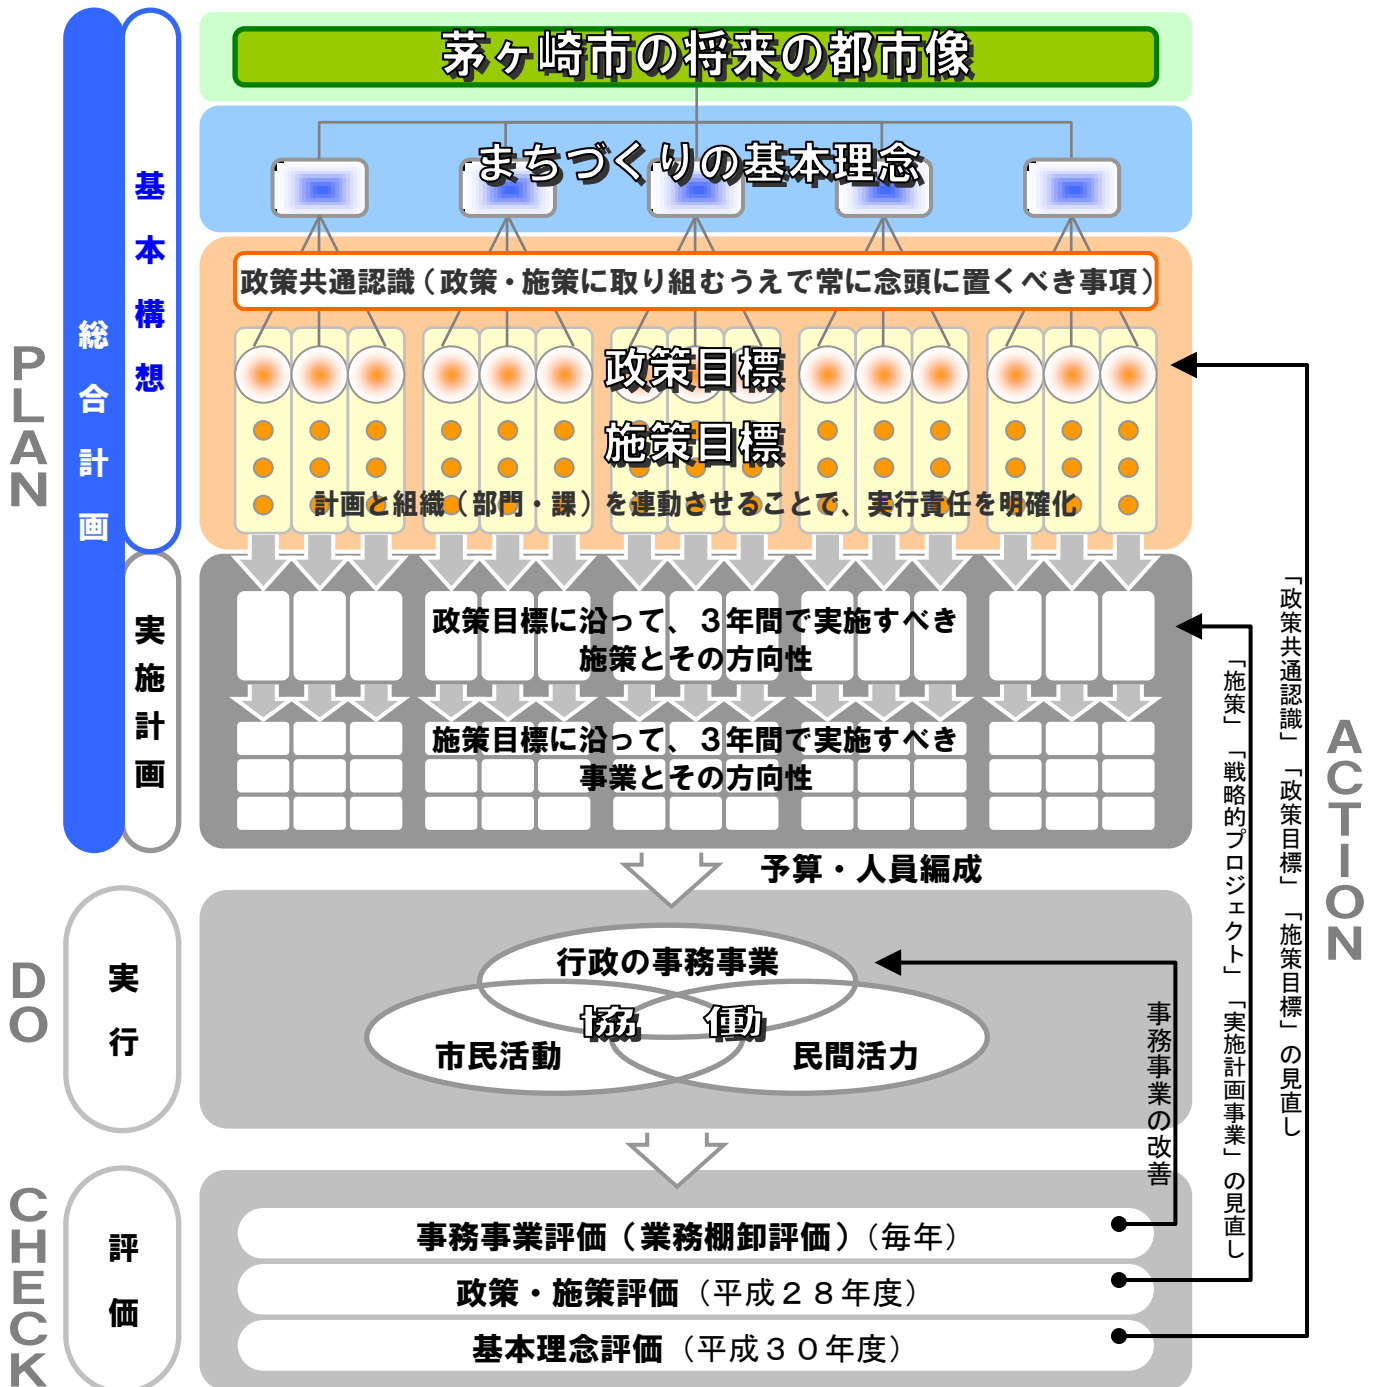 茅ヶ崎市の将来の都市像
まちづくりの基本理念
政策共通認識（政策・施策に取り組むうえで常に念頭に置くべき事項）
政策目標
施策目標
計画と組織（部門・課）を連動させることで、実行責任を明確化
PLAN
総合計画
基本構想
実施計画
政策目標に沿って、３年間で実施すべき
施策とその方向性
施策目標に沿って、３年間で実施すべき
事業とその方向性
予算・人員編成
DO
実行
行政の事務事業
協働
市民活動
民間活力
CHECK
評価
事務事業評価（業務棚卸評価）（毎年）
政策・施策評価（平成２８年度）
基本理念評価（平成３０年度）
事務事業の改善
「施策」「戦略的プロジェクト」「実施計画事業」の見直し
「政策共通認識」「政策目標」「施策目標」の見直し
ACTION